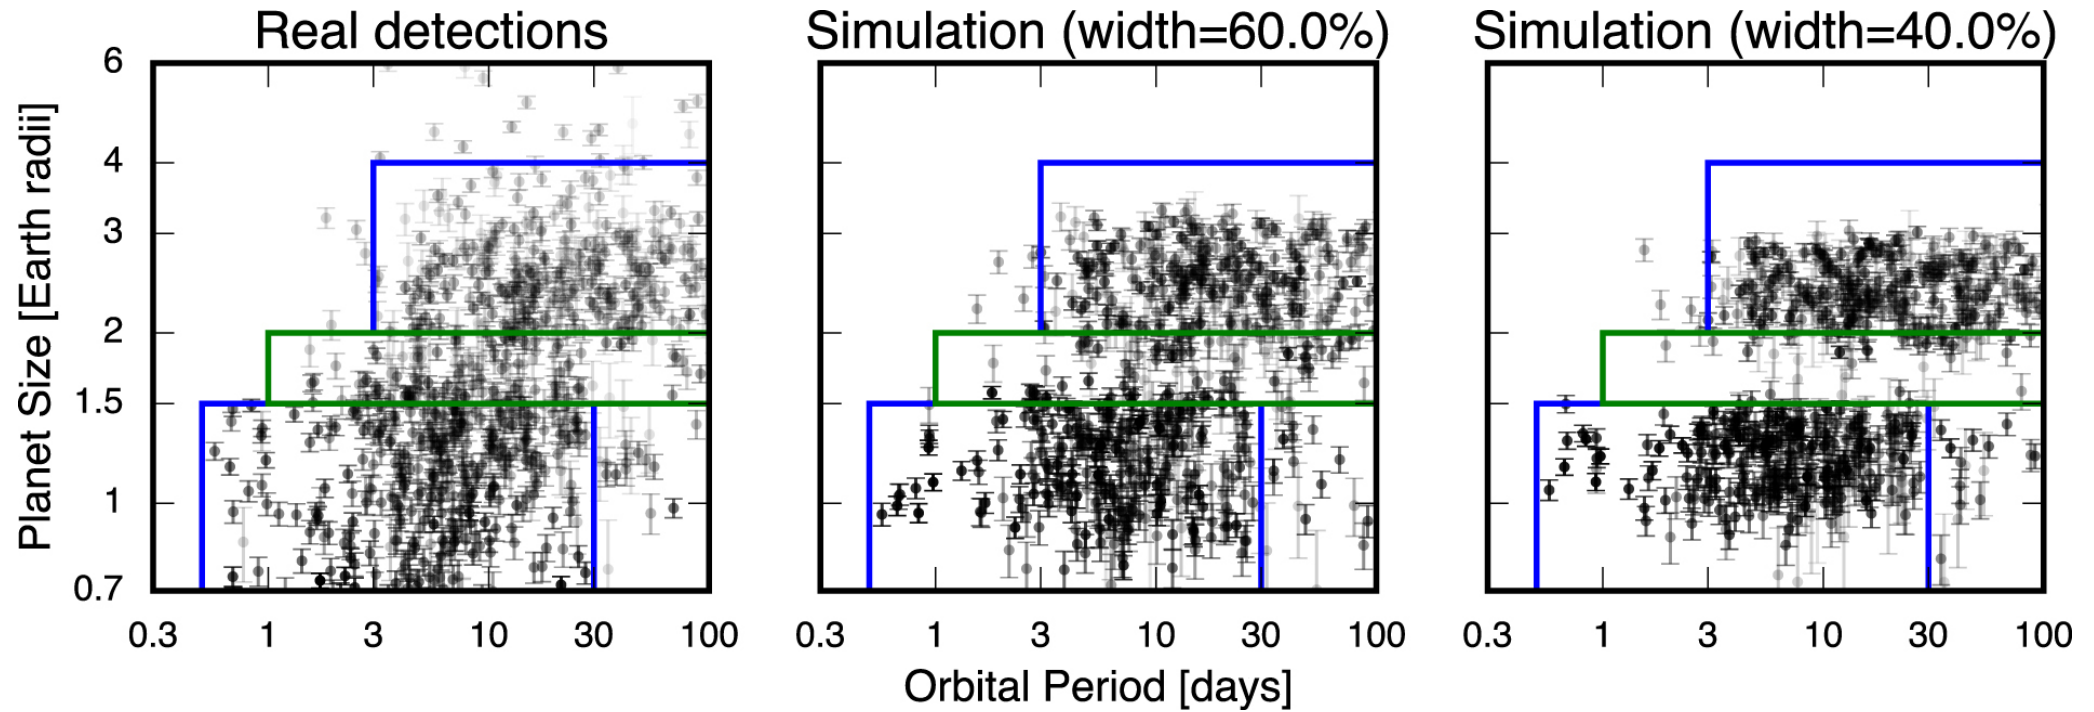 Real detections
Simulation (width=60.0%)
Simulation (width=40.0%)
Planet Size [Earth radii]
6
4
3
2
1.5
1
0.7
0.3 1 3 10 30 100
0.3 1 3 10 30 100
0.3 1 3 10 30 100
Orbital Period [days]